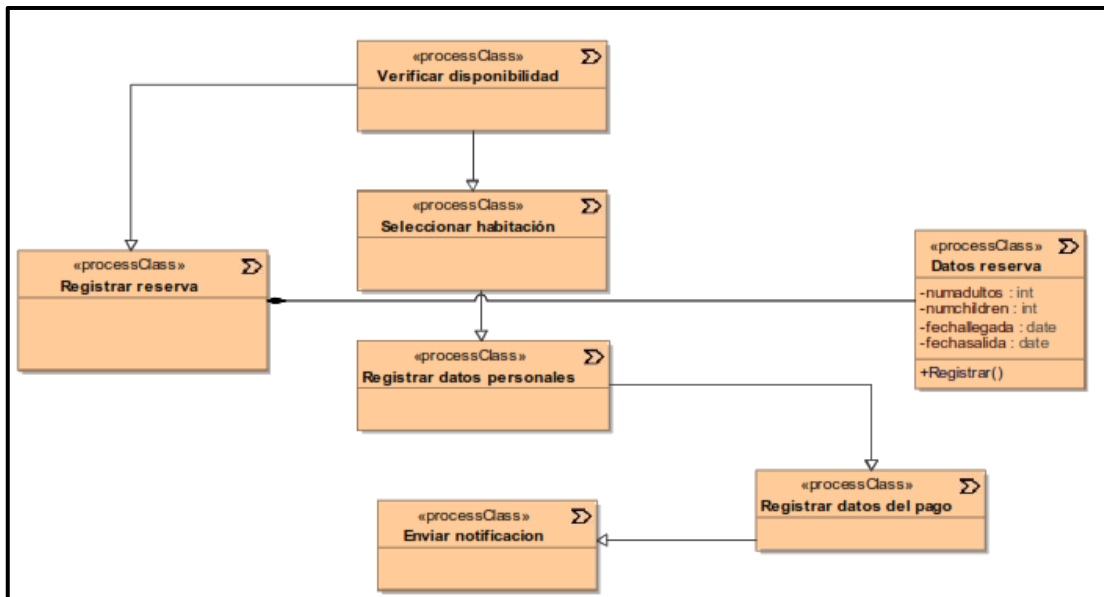 «processClass»
Verificar disponibilidad
«processClass»
Seleccionar habitación
«processClass»
Registrar reserva
«processClass»
Datos reserva
-numadultos : int
-numchildren : int
-fechallegada : date
-fechasalida : date
+Registrar()
«processClass»
Registrar datos personales
«processClass»
Registrar datos del pago
«processClass»
Enviar notificacion